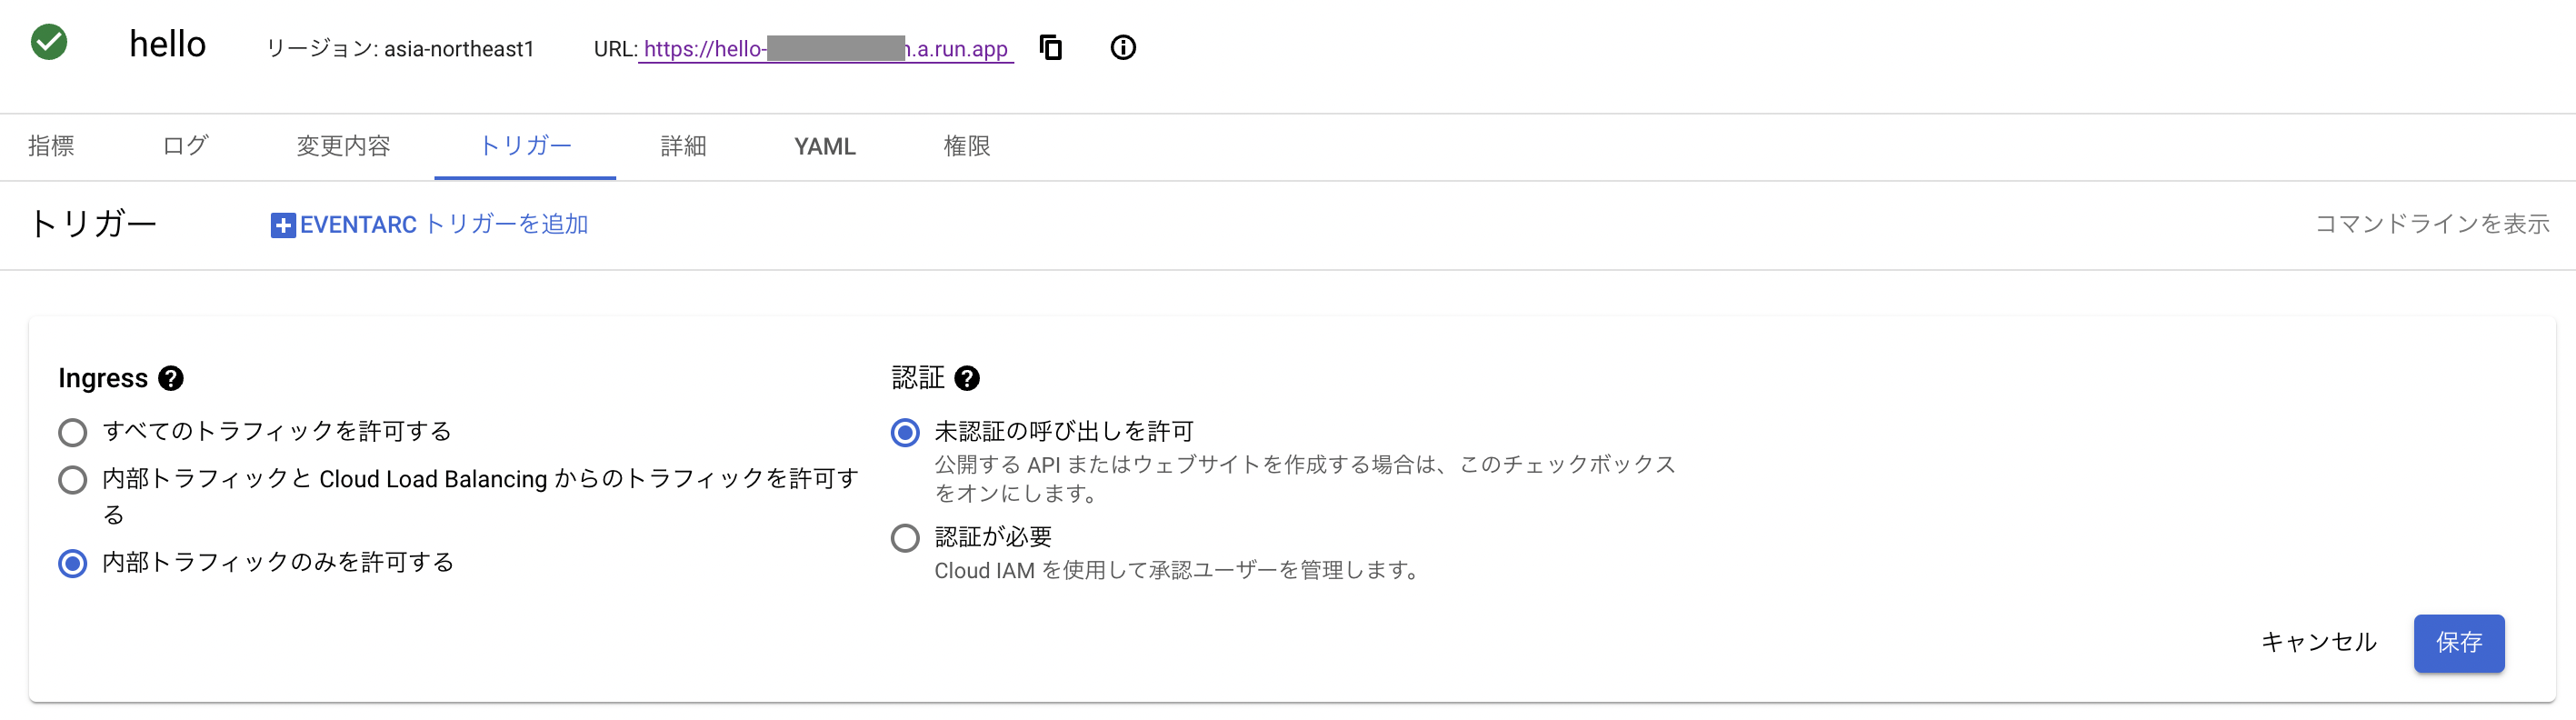 hello リージョン: asia-northeast1 URL: https://hello- .a.run.app
指標 ログ 変更内容 トリガー 詳細 YAML 権限
トリガー EVENTARC トリガーを追加 コマンドラインを表示
Ingress
すべてのトラフィックを許可する
内部トラフィックと Cloud Load Balancing からのトラフィックを許可す
る
内部トラフィックのみを許可する
認証
未認証の呼び出しを許可
公開する API またはウェブサイトを作成する場合は、このチェックボックス
をオンにします。
認証が必要
Cloud IAM を使用して承認ユーザーを管理します。
キャンセル 保存